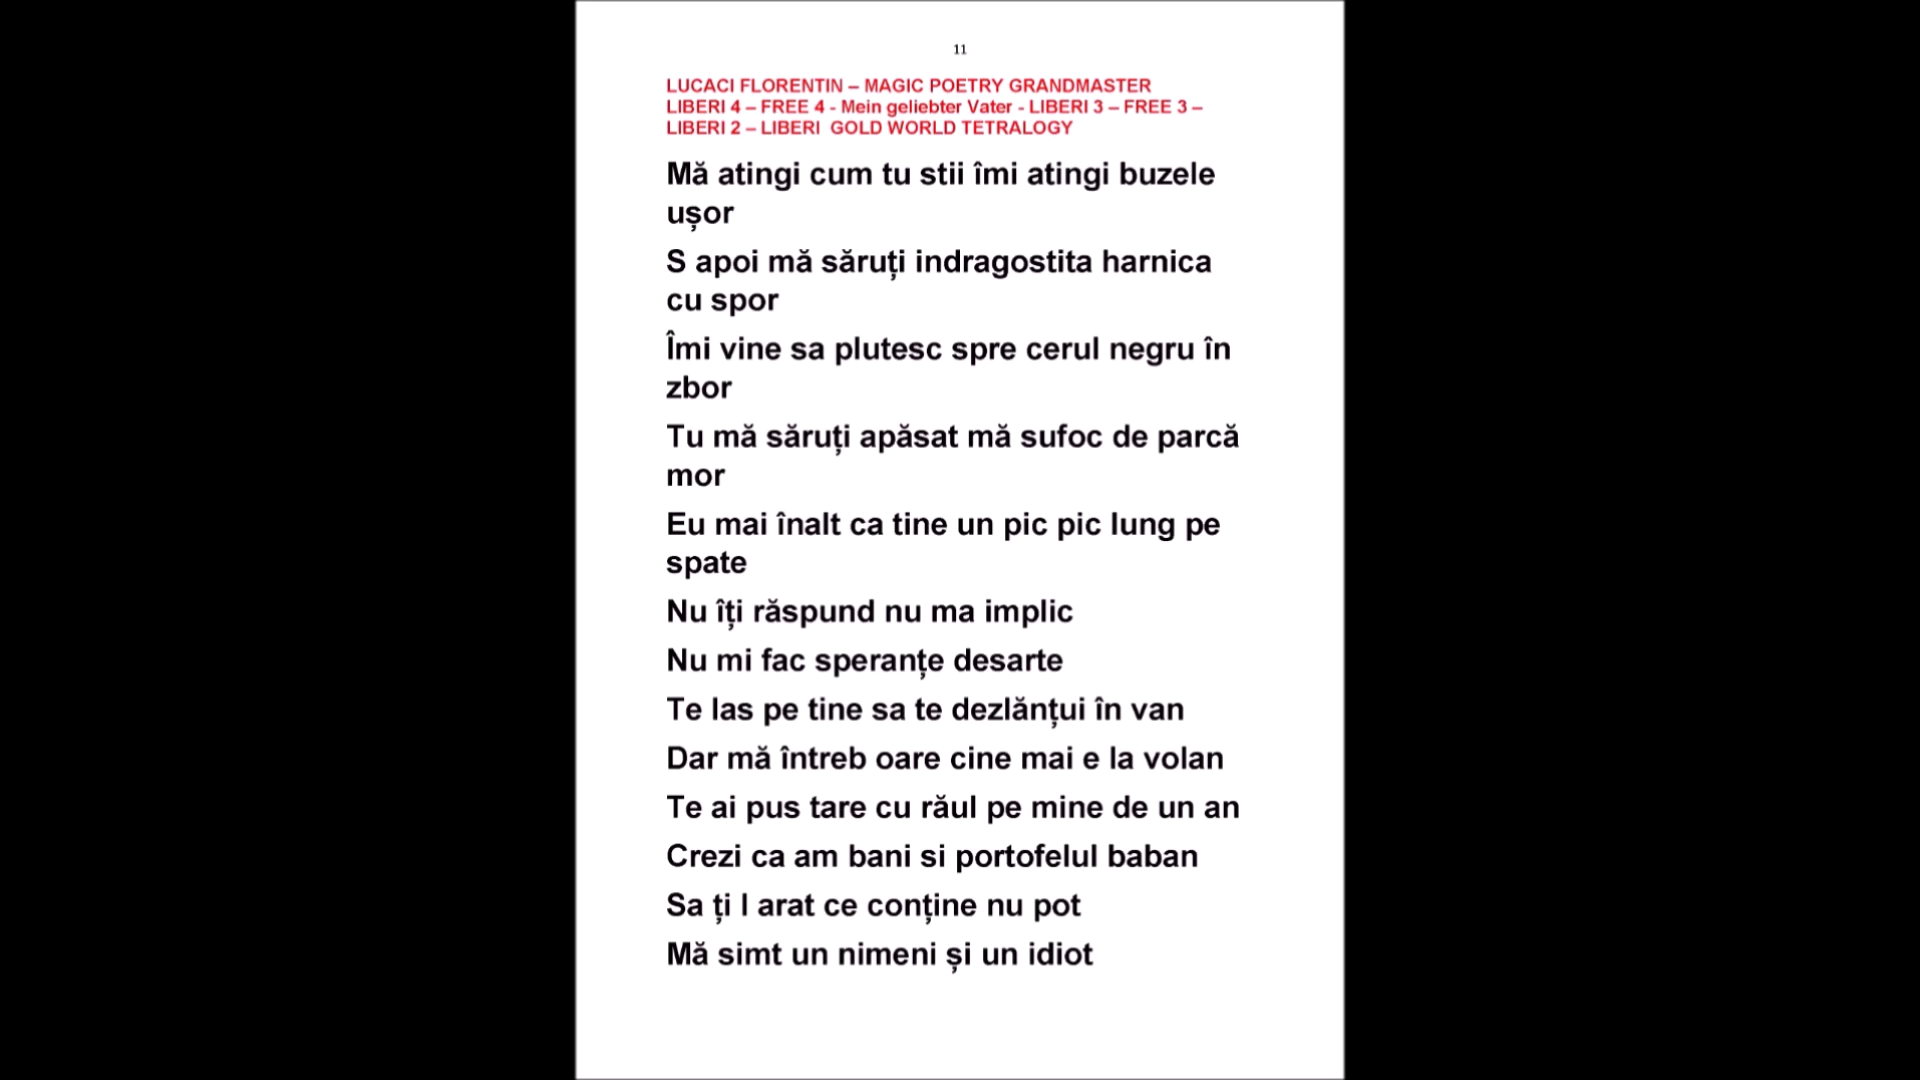 11
LUCACI FLORENTIN – MAGIC POETRY GRANDMASTER
LIBERI 4 – FREE 4 - Mein geliebter Vater - LIBERI 3 – FREE 3 –
LIBERI 2 – LIBERI  GOLD WORLD TETRALOGY
Mă atingi cum tu stii îmi atingi buzele
ușor
S apoi mă săruți indragostita harnica
cu spor
Îmi vine sa plutesc spre cerul negru în
zbor
Tu mă săruți apăsat mă sufoc de parcă
mor
Eu mai înalt ca tine un pic pic lung pe
spate
Nu îți răspund nu ma implic
Nu mi fac speranțe desarte
Te las pe tine sa te dezlănțui în van
Dar mă întreb oare cine mai e la volan
Te ai pus tare cu răul pe mine de un an
Crezi ca am bani si portofelul baban
Sa ți l arat ce conține nu pot
Mă simt un nimeni și un idiot